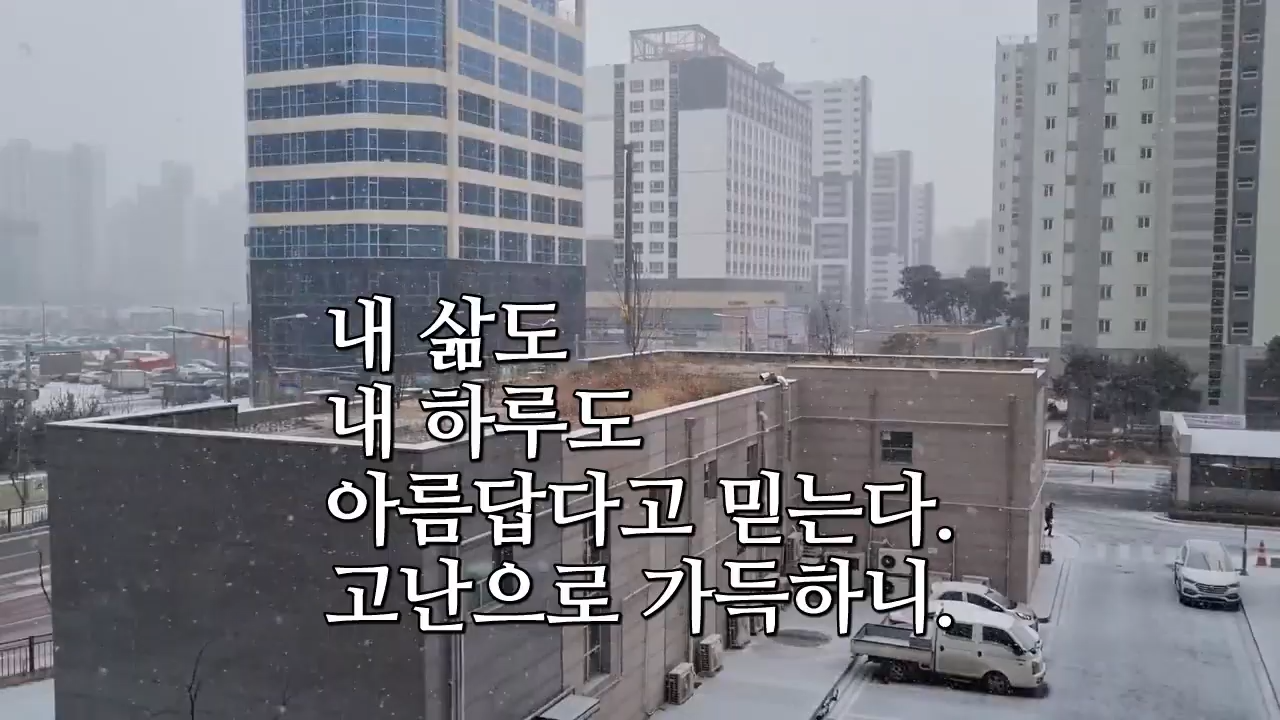 내 삶도
내 하루도
아름답다고 믿는다.
고난으로 가득하니.